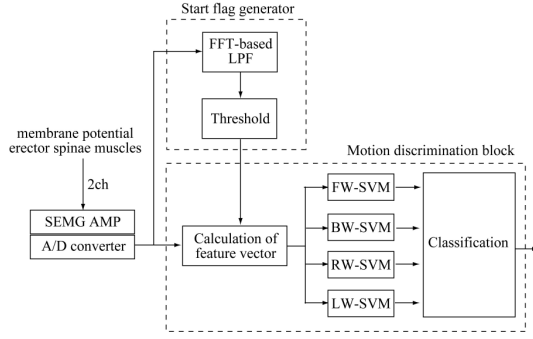 Start flag generator
FFT-based
LPF
Threshold
membrane potential
erector spinae muscles
2ch
SEMG AMP
A/D converter
Motion discrimination block
Calculation of
feature vector
FW-SVM
BW-SVM
RW-SVM
LW-SVM
Classification